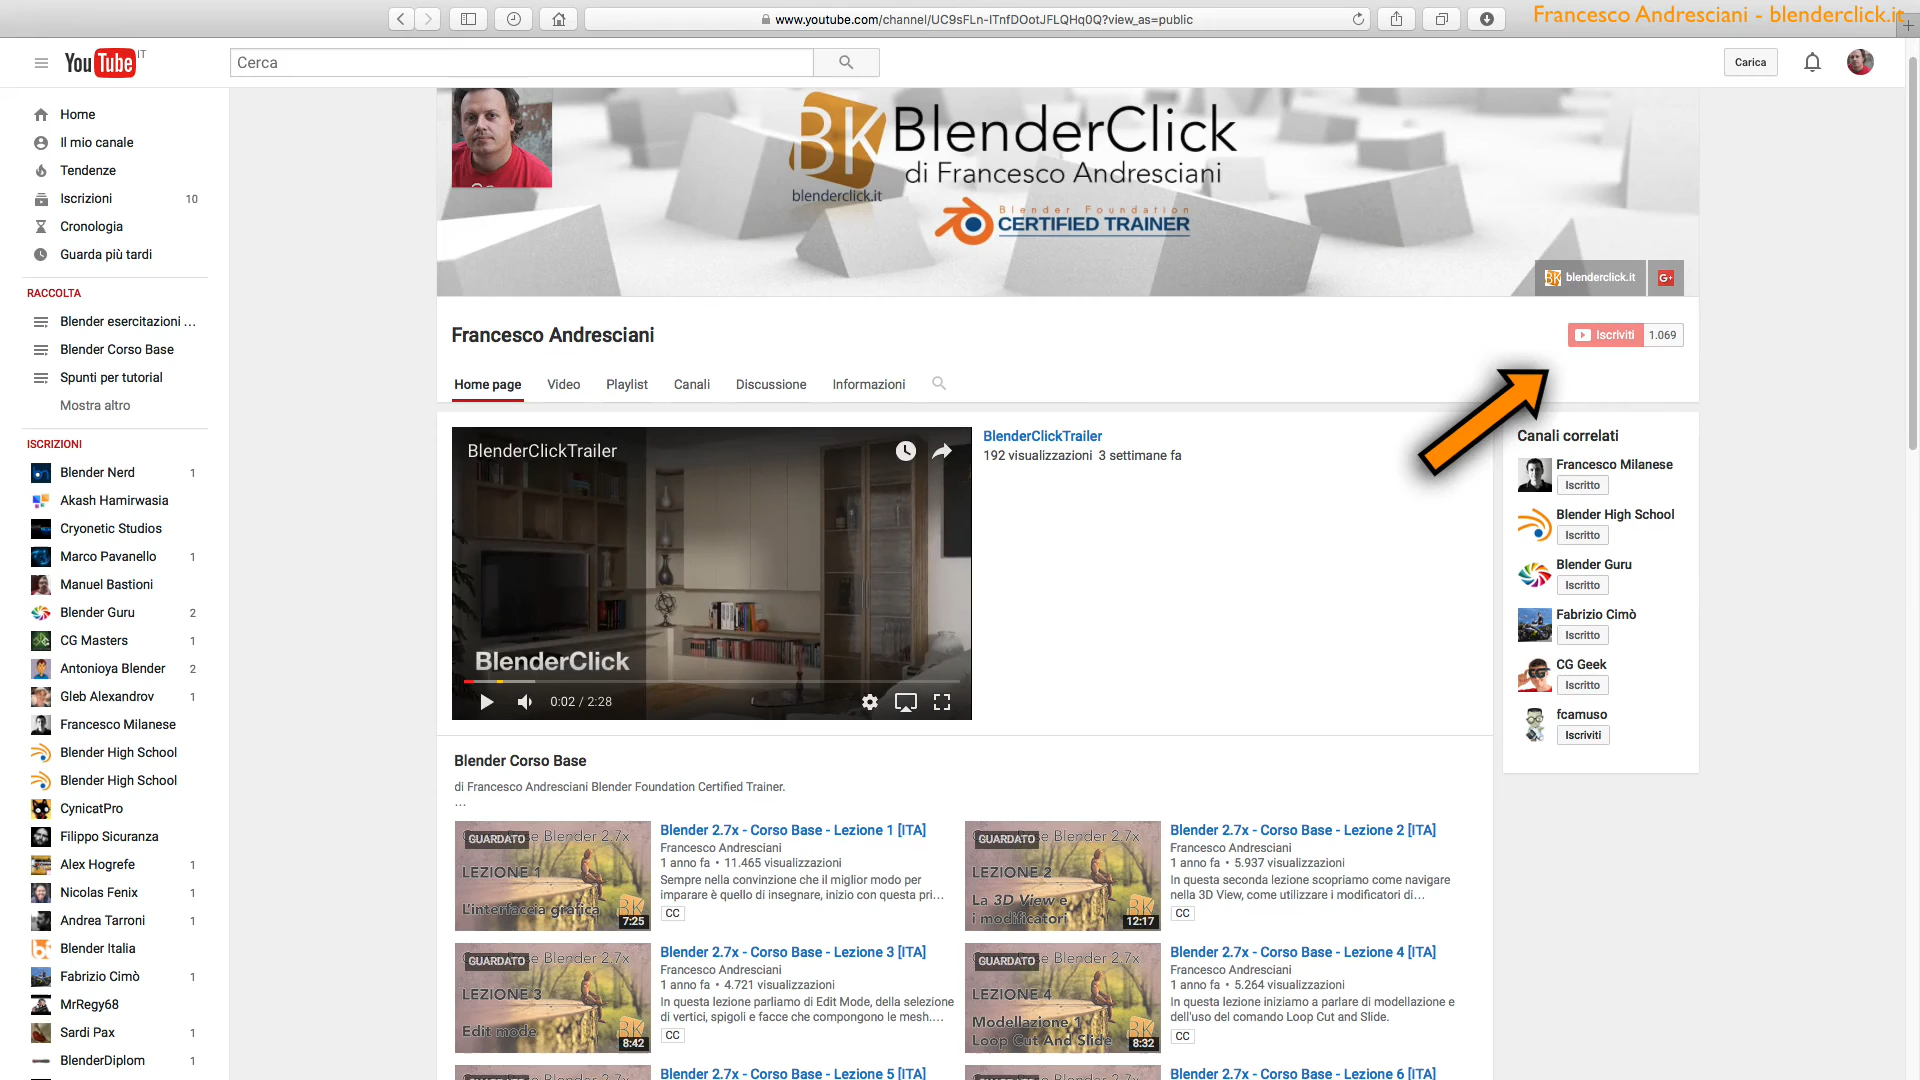 www.youtube.com/channel/UC9sFLn-ITnfDOotJFLQHq0Q?view_as=public
Francesco Andresciani - blenderclick.it
YouTube IT
Cerca
Carica
Home
Il mio canale
Tendenze
Iscrizioni 10
Cronologia
Guarda più tardi
RACCOLTA
Blender esercitazioni ...
Blender Corso Base
Spunti per tutorial
Mostra altro
ISCRIZIONI
Blender Nerd 1
Akash Hamirwasia
Cryonetic Studios
Marco Pavanello 1
Manuel Bastioni
Blender Guru 2
CG Masters 1
Antonioya Blender 2
Gleb Alexandrov 1
Francesco Milanese
Blender High School
Blender High School
CynicatPro
Filippo Sicuranza
Alex Hogrefe 1
Nicolas Fenix 1
Andrea Tarroni 1
Blender Italia
Fabrizio Cimò 1
MrRegy68
Sardi Pax 1
BlenderDiplom 1
BK BlenderClick
di Francesco Andresciani
blenderclick.it
Blender Foundation
CERTIFIED TRAINER
BK blenderclick.it G+
Francesco Andresciani
Iscriviti 1.069
Home page Video Playlist Canali Discussione Informazioni
BlenderClickTrailer
BlenderClick
0:02 / 2:28
BlenderClickTrailer
192 visualizzazioni 3 settimane fa
Canali correlati
Francesco Milanese
Iscritto
Blender High School
Iscritto
Blender Guru
Iscritto
Fabrizio Cimò
Iscritto
CG Geek
Iscritto
fcamuso
Iscriviti
Blender Corso Base
di Francesco Andresciani Blender Foundation Certified Trainer.
...
GUARDATO
Blender 2.7x
LEZIONE 1
L'interfaccia grafica
BK
7:25
Blender 2.7x - Corso Base - Lezione 1 [ITA]
Francesco Andresciani
1 anno fa • 11.465 visualizzazioni
Sempre nella convinzione che il miglior modo per
imparare è quello di insegnare, inizio con questa pri...
CC
GUARDATO
Blender 2.7x
LEZIONE 2
La 3D View e
i modificatori
BK
12:17
Blender 2.7x - Corso Base - Lezione 2 [ITA]
Francesco Andresciani
1 anno fa • 5.937 visualizzazioni
In questa seconda lezione scopriamo come navigare
nella 3D View, come utilizzare i modificatori di...
CC
GUARDATO
Blender 2.7x
LEZIONE 3
Edit mode
BK
8:42
Blender 2.7x - Corso Base - Lezione 3 [ITA]
Francesco Andresciani
1 anno fa • 4.721 visualizzazioni
In questa lezione parliamo di Edit Mode, della selezione
di vertici, spigoli e facce che compongono le mesh....
CC
GUARDATO
Blender 2.7x
LEZIONE 4
Modellazione 1
Loop Cut And Slide
BK
8:32
Blender 2.7x - Corso Base - Lezione 4 [ITA]
Francesco Andresciani
1 anno fa • 5.264 visualizzazioni
In questa lezione iniziamo a parlare di modellazione e
dell'uso del comando Loop Cut and Slide.
CC
Blender 2.7x - Corso Base - Lezione 5 [ITA]
Blender 2.7x - Corso Base - Lezione 6 [ITA]